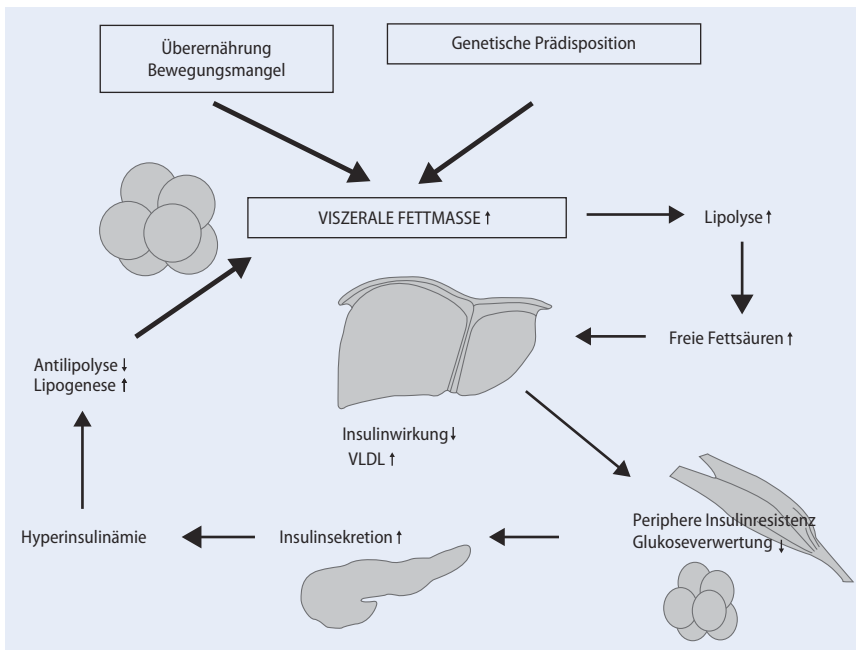 Überernährung
Bewegungsmangel
Genetische Prädisposition
VISZERALE FETTMASSE ↑
Lipolyse ↑
Freie Fettsäuren ↑
Antilipolyse ↓
Lipogenese ↑
Insulinwirkung ↓
VLDL ↑
Periphere Insulinresistenz
Glukoseverwertung ↓
Insulinsekretion ↑
Hyperinsulinämie